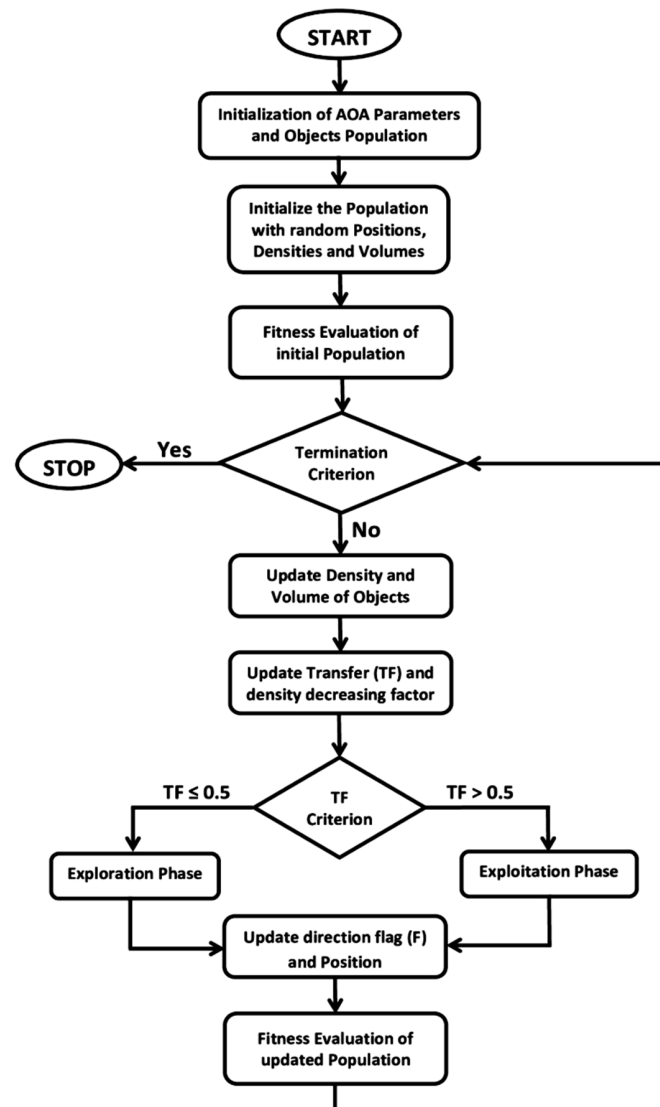 START
Initialization of AOA Parameters
and Objects Population
Initialize the Population
with random Positions,
Densities and Volumes
Fitness Evaluation of
initial Population
Termination
Criterion
Yes
STOP
No
Update Density and
Volume of Objects
Update Transfer (TF) and
density decreasing factor
TF ≤ 0.5
TF
Criterion
TF > 0.5
Exploration Phase
Exploitation Phase
Update direction flag (F)
and Position
Fitness Evaluation of
updated Population